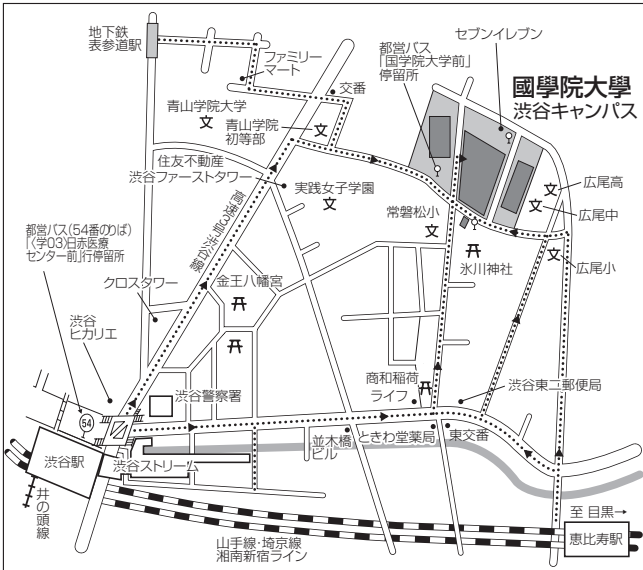 地下鉄
表参道駅
ファミリー
マート
交番
都営バス
「国学院大学前」
停留所
セブンイレブン
國學院大學
渋谷キャンパス
青山学院大学
文
青山学院
初等部
文
住友不動産
渋谷ファーストタワー
実践女子学園
文
常磐松小
文
広尾高
文
広尾中
文
広尾小
文
氷川神社
高速3号渋谷線
都営バス(54番のりば)
「〈学03〉日赤医療
センター前」行停留所
クロスタワー
金王八幡宮
渋谷
ヒカリエ
渋谷警察署
商和稲荷
ライフ
渋谷東二郵便局
54
渋谷駅
渋谷ストリーム
並木橋
ビル
ときわ堂薬局
東交番
井の頭線
山手線・埼京線
湘南新宿ライン
至 目黒→
恵比寿駅